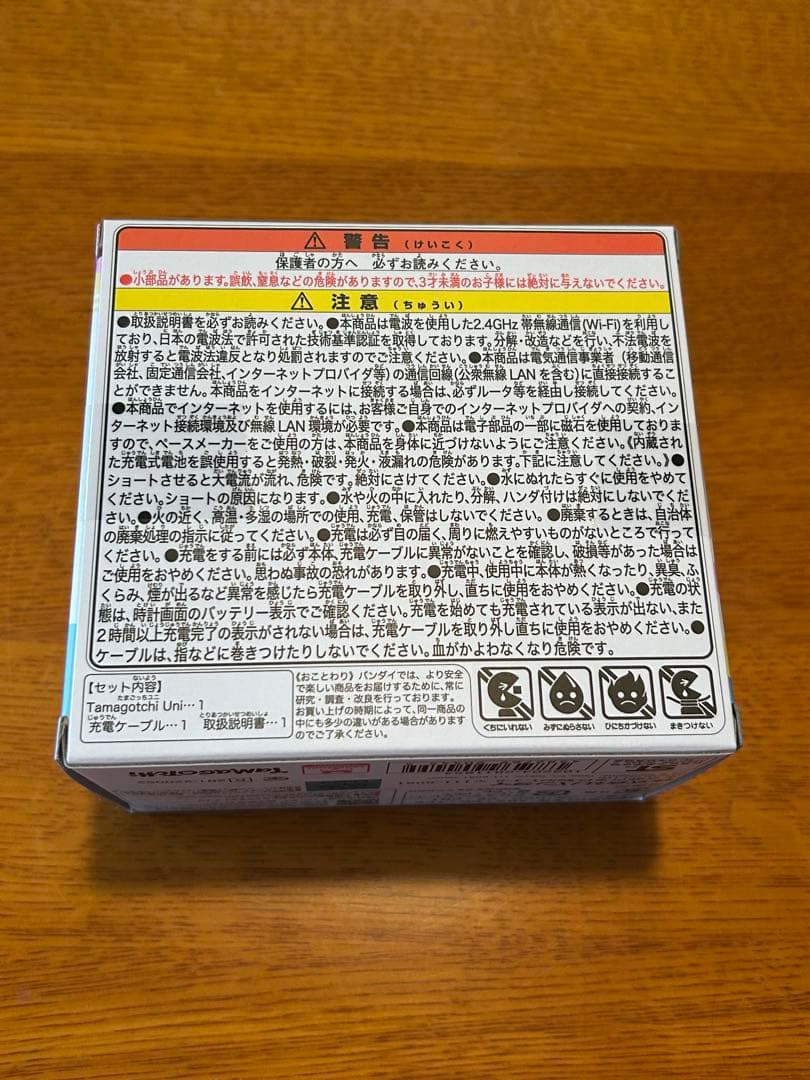 ⚠ 警告（けいこく）
保護者の方へ 必ずお読みください。
●小部品があります。誤飲、窒息などの危険がありますので、3才未満のお子様には絶対に与えないでください。
⚠ 注意（ちゅうい）
●取扱説明書を必ずお読みください。●本商品は電波を使用した2.4GHz 帯無線通信(Wi-Fi)を利用し
ており、日本の電波法で許可された技術基準認証を取得しております。分解・改造などを行い、不法電波を
放射すると電波法違反となり処罰されますのでご注意ください。●本商品は電気通信事業者（移動通信
会社、固定通信会社、インターネットプロバイダ等）の通信回線（公衆無線LANを含む）に直接接続するこ
とができません。本商品をインターネットに接続する場合は、必ずルータ等を経由し接続してください。
●本商品でインターネットを使用するには、お客様ご自身でのインターネットプロバイダへの契約、インタ
ーネット接続環境及び無線LAN環境が必要です。●本商品は電子部品の一部に磁石を使用しております
ので、ペースメーカーをご使用の方は、本商品を身体に近づけないようにご注意ください。《内蔵され
た充電式電池を誤使用すると発熱・破裂・発火・液漏れの危険があります。下記に注意してください。》●
ショートさせると大電流が流れ、危険です。絶対にさけてください。●水にぬれたらすぐに使用をやめて
ください。ショートの原因になります。●水や火の中に入れたり、分解、ハンダ付けは絶対にしないでくだ
さい。●火の近く、高温・多湿の場所での使用、充電、保管はしないでください。●廃棄するときは、自治体
の廃棄処理の指示に従ってください。●充電は必ず目の届く、周りに燃えやすいものがないところで行って
ください。●充電をする前には必ず本体、充電ケーブルに異常がないことを確認し、破損等があった場合は
ご使用をおやめください。思わぬ事故の恐れがあります。●充電中、使用中に本体が熱くなったり、異臭、ふ
くらみ、煙が出るなど異常を感じたら充電ケーブルを取り外し、直ちに使用をおやめください。●充電の状
態は、時計画面のバッテリー表示でご確認ください。充電を始めても充電されている表示が出ない、また
２時間以上充電完了の表示がされない場合は、充電ケーブルを取り外し直ちに使用をおやめください。●
ケーブルは、指などに巻きつけたりしないでください。血がかよわなくなり危険です。
【セット内容】
Tamagotchi Uni…1
充電ケーブル…1 取扱説明書…1
《おことわり》バンダイでは、より安全
で楽しい商品をお届けするために、常に
研究・調査・改良を行っております。
お買い上げの時期によって、同一商品の
中にも多少の違いがある場合があります
のでご了承ください。
くちにいれない みずにぬらさない ひにちかづけない まきつけない
TAMAGOTCHI